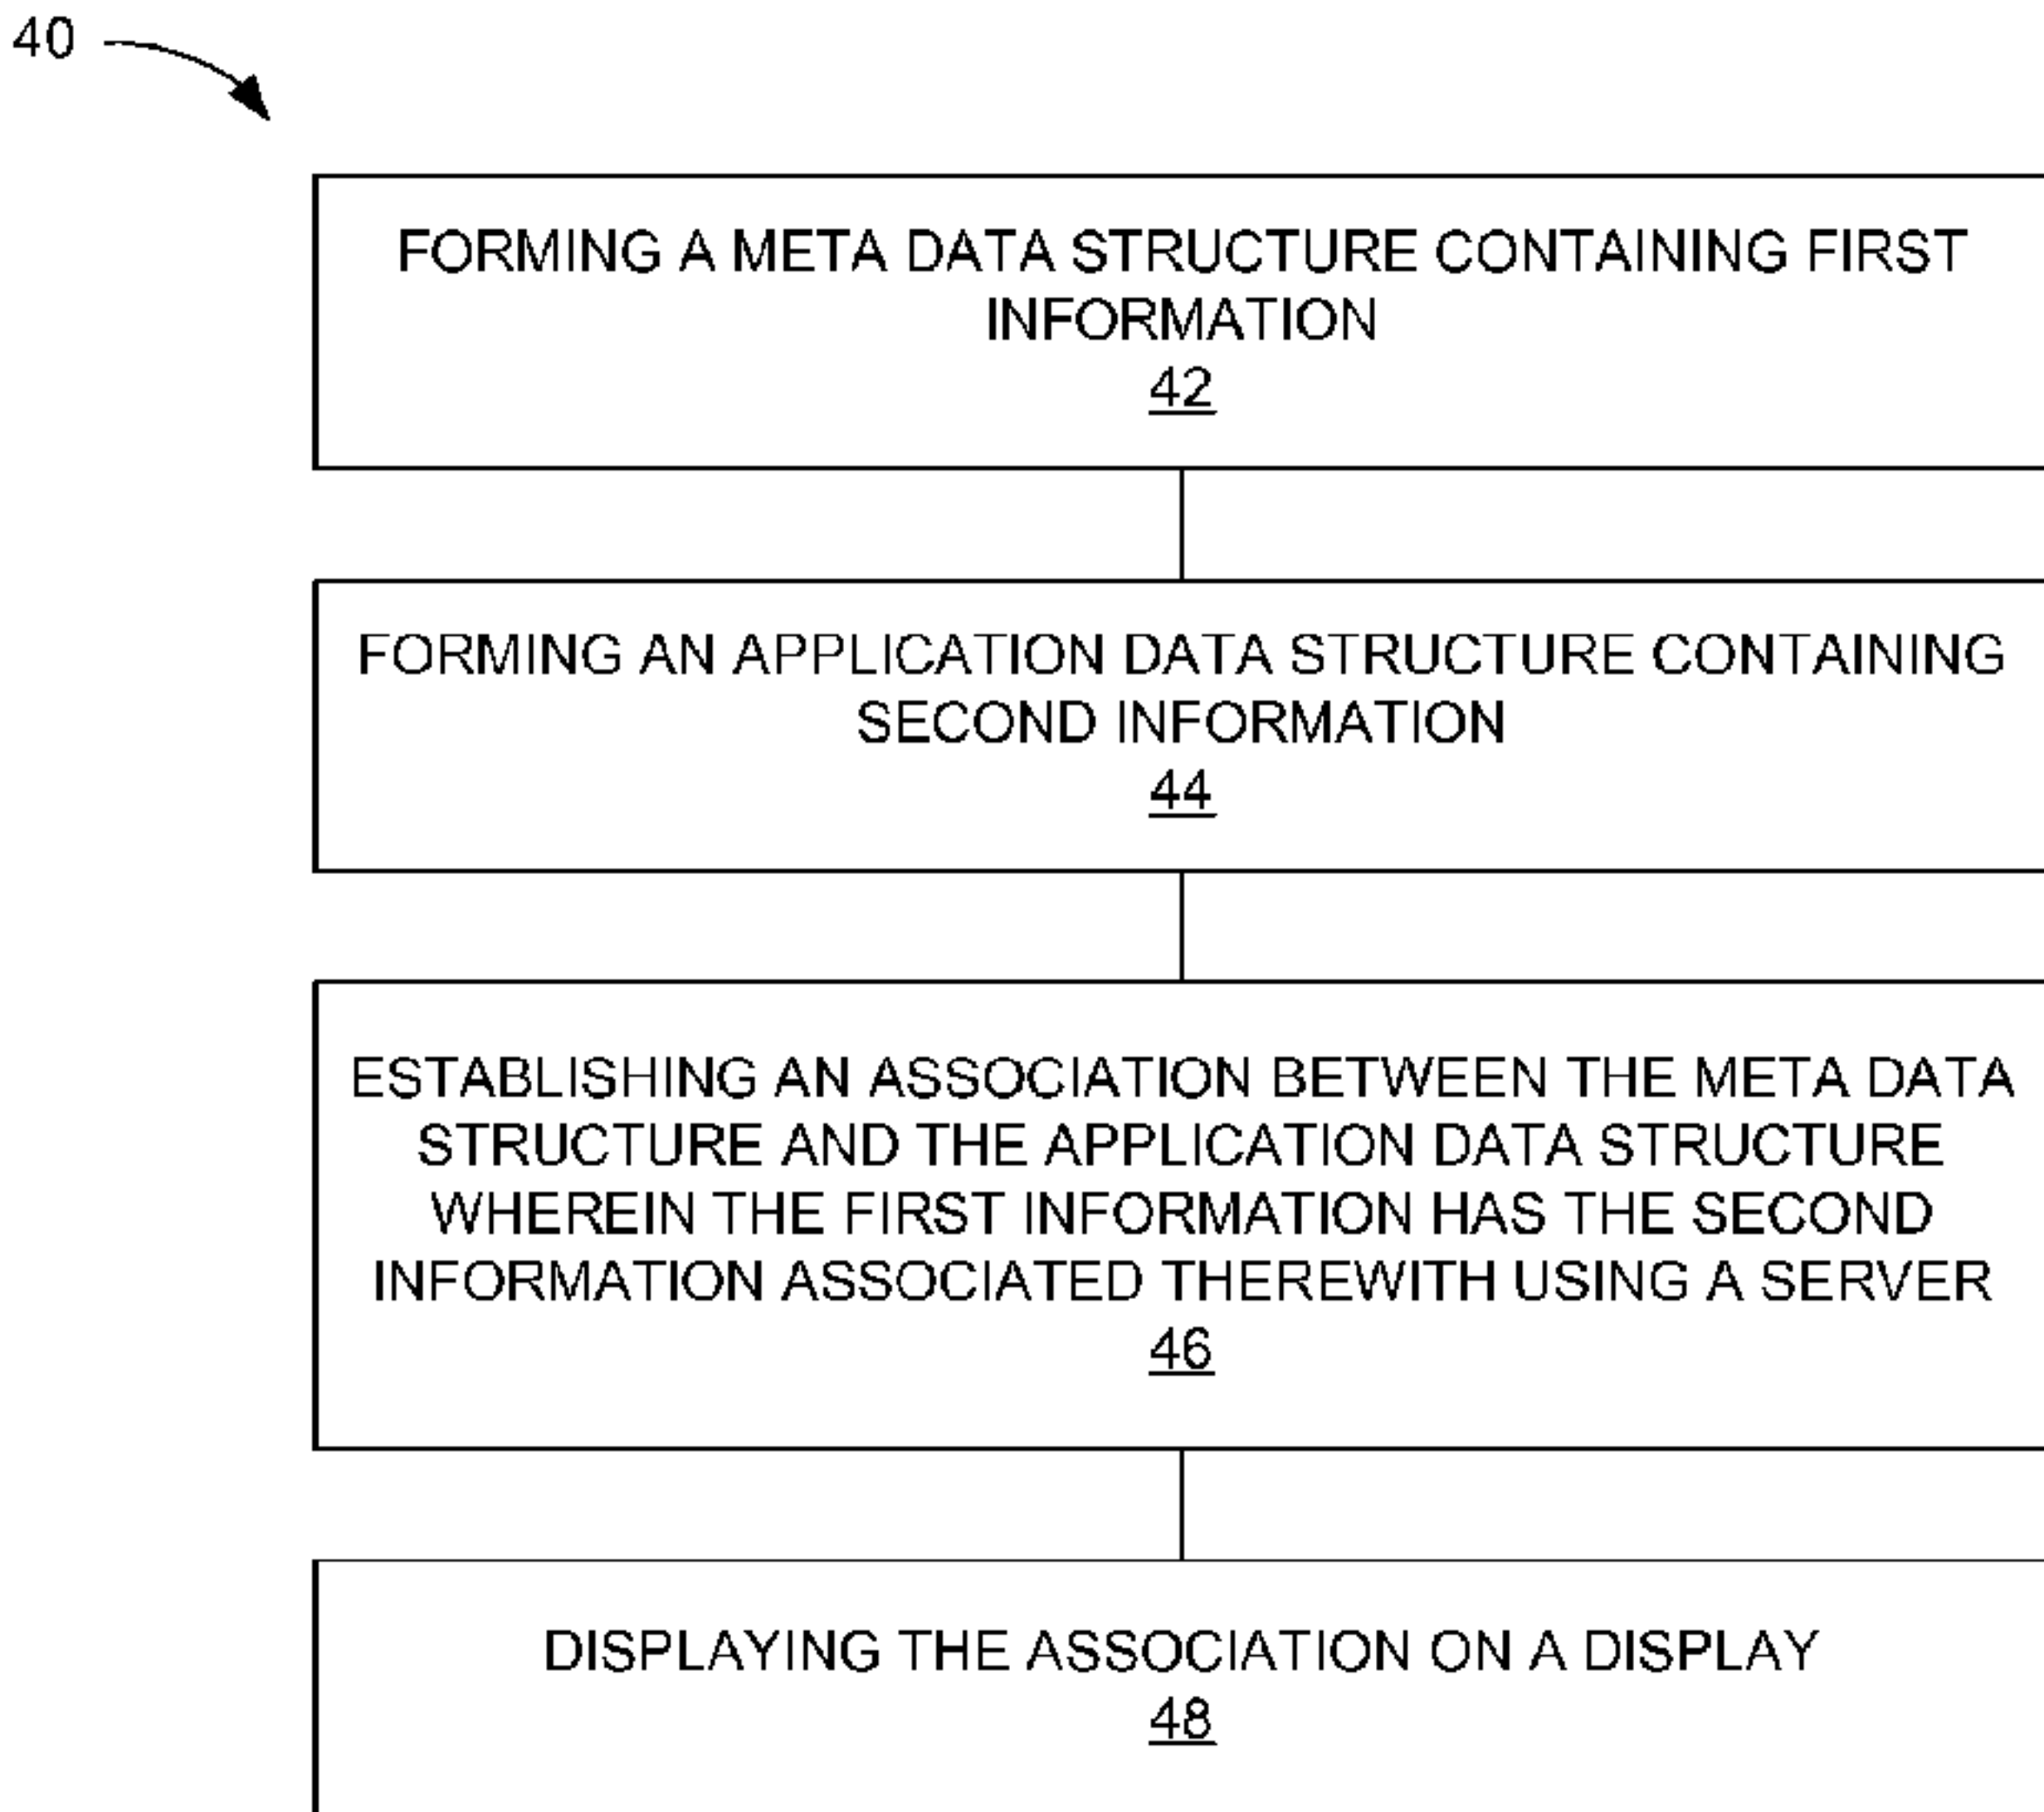 40
FORMING A META DATA STRUCTURE CONTAINING FIRST
INFORMATION
42
FORMING AN APPLICATION DATA STRUCTURE CONTAINING
SECOND INFORMATION
44
ESTABLISHING AN ASSOCIATION BETWEEN THE META DATA
STRUCTURE AND THE APPLICATION DATA STRUCTURE
WHEREIN THE FIRST INFORMATION HAS THE SECOND
INFORMATION ASSOCIATED THEREWITH USING A SERVER
46
DISPLAYING THE ASSOCIATION ON A DISPLAY
48